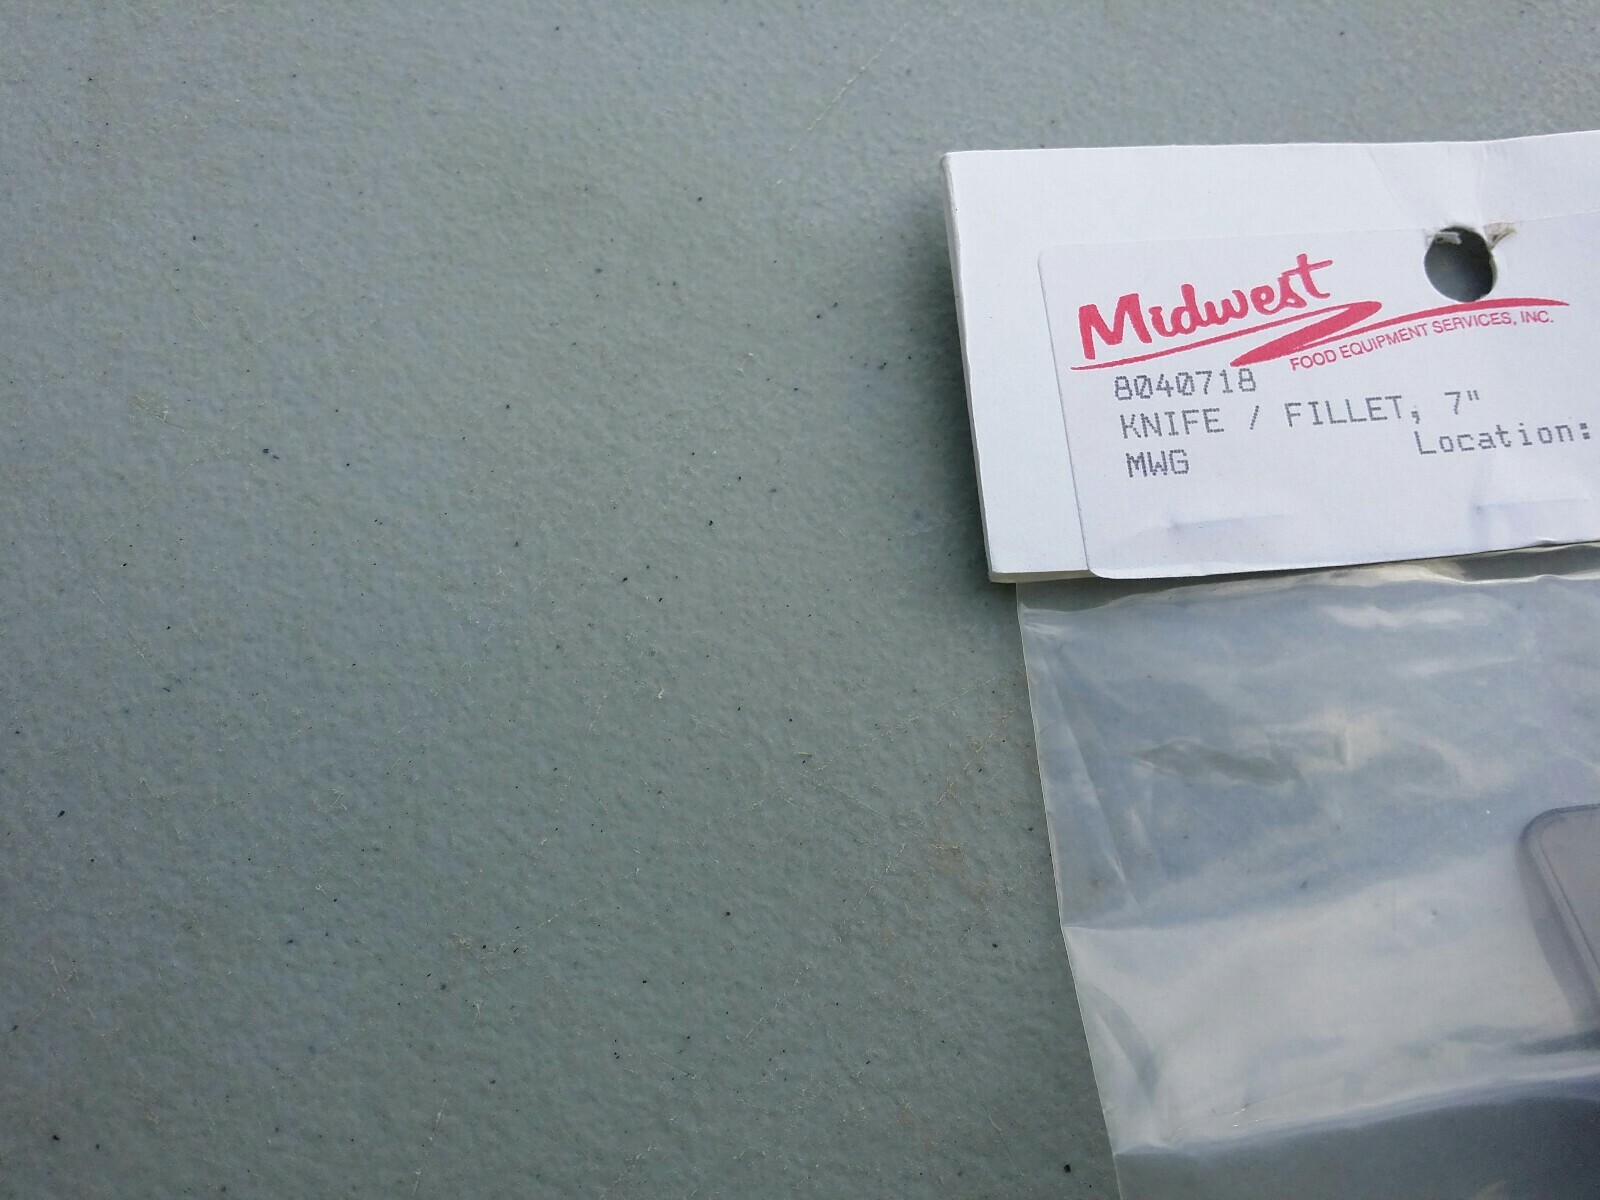 Midwest
FOOD EQUIPMENT SERVICES, INC.
8040718
KNIFE / FILLET, 7"
Location:
MWG